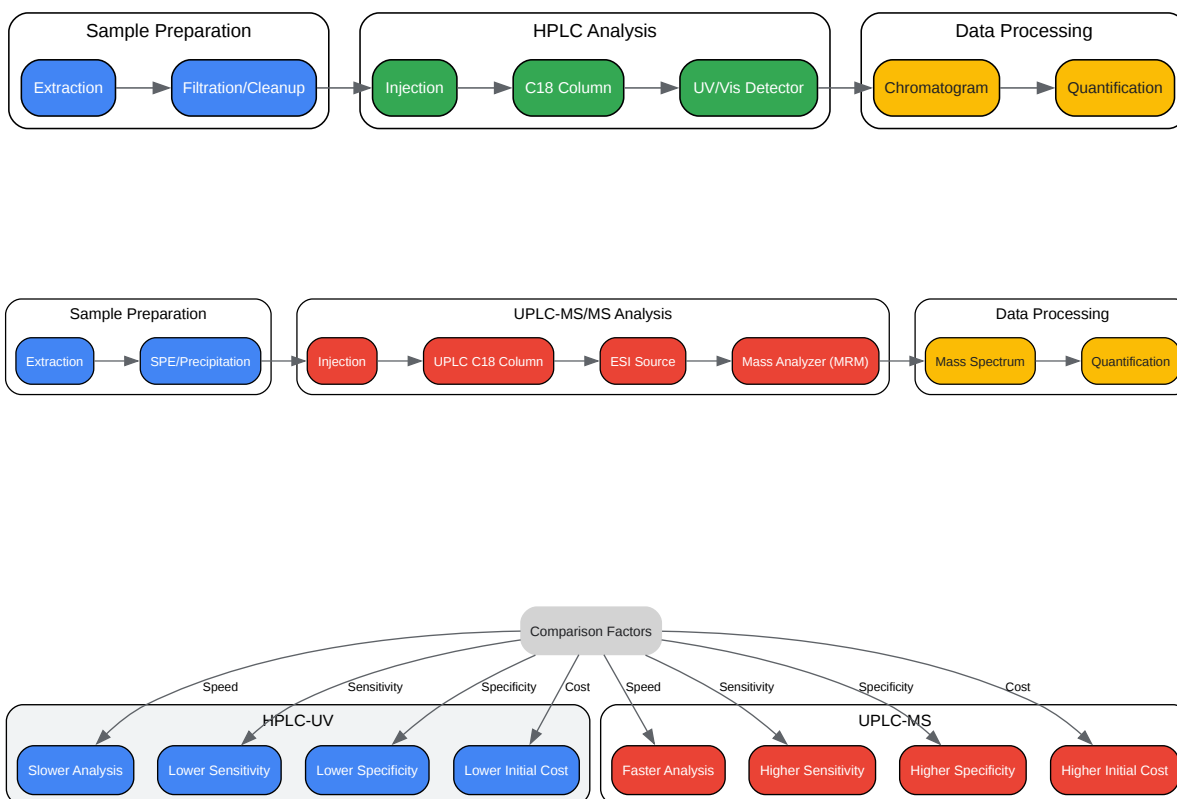 Sample Preparation
HPLC Analysis
Data Processing
Extraction
Filtration/Cleanup
Injection
C18 Column
UV/Vis Detector
Chromatogram
Quantification
Sample Preparation
UPLC-MS/MS Analysis
Data Processing
Extraction
SPE/Precipitation
Injection
UPLC C18 Column
ESI Source
Mass Analyzer (MRM)
Mass Spectrum
Quantification
Comparison Factors
Speed
Sensitivity
Specificity
Cost
Speed
Sensitivity
Specificity
Cost
HPLC-UV
UPLC-MS
Slower Analysis
Lower Sensitivity
Lower Specificity
Lower Initial Cost
Faster Analysis
Higher Sensitivity
Higher Specificity
Higher Initial Cost